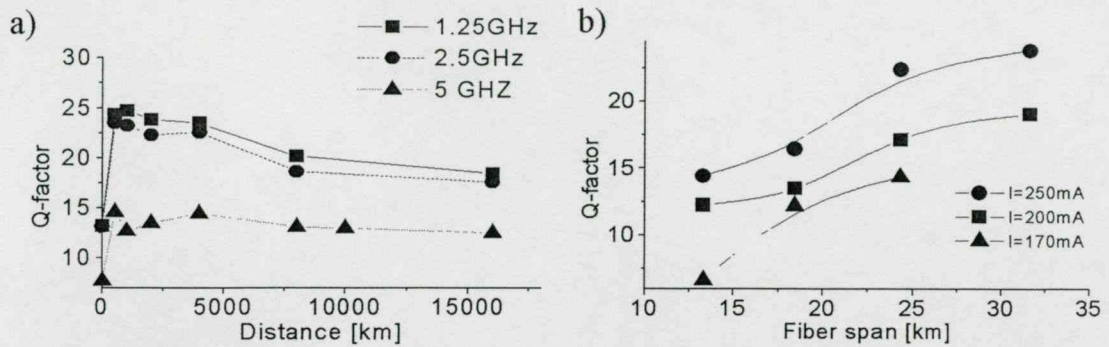 a)
1.25GHz
2.5GHz
5 GHZ
Q-factor
30
25
20
15
10
0
5000
10000
15000
Distance [km]
b)
Q-factor
20
15
10
I=250mA
I=200mA
I=170mA
10
15
20
25
30
35
Fiber span [km]